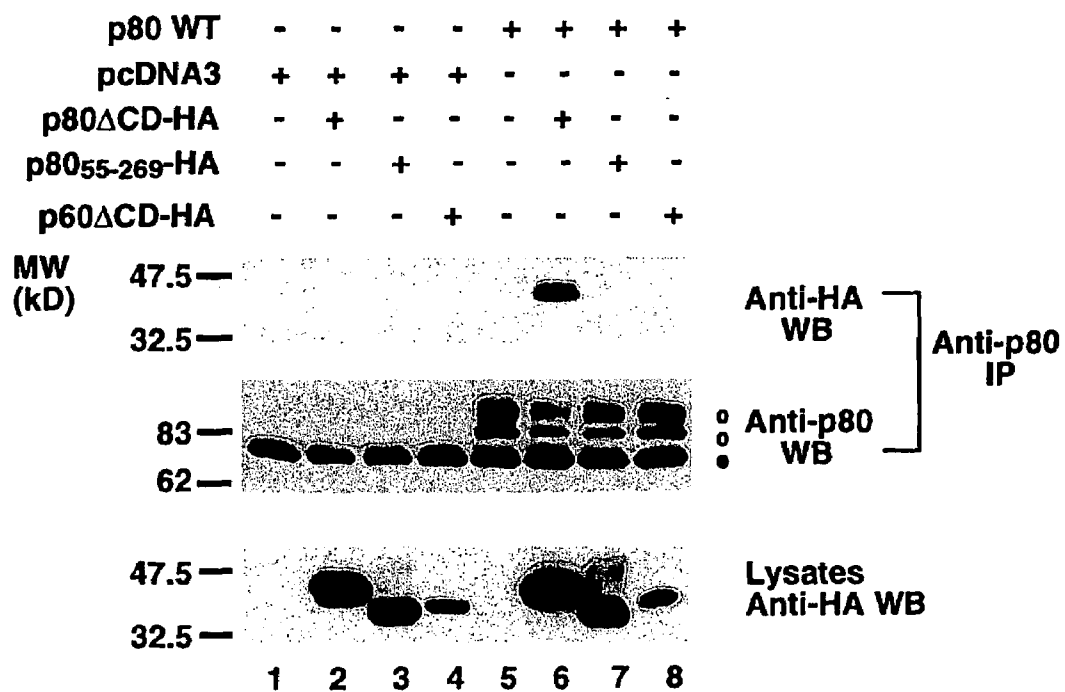 p80 WT - - - - + + + +
pcDNA3 + + + + - - - -
p80ΔCD-HA - + - - - + - -
p80₅₅₋₂₆₉-HA - - + - - - + -
p60ΔCD-HA - - - + - - - +
MW
(kD)
47.5
32.5
Anti-HA
WB
83
62
Anti-p80
WB
Anti-p80
IP
47.5
32.5
Lysates
Anti-HA WB
1 2 3 4 5 6 7 8